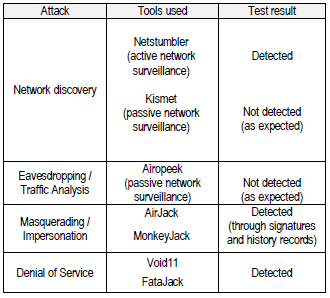 Attack Tools used Test result
Network discovery
Netstumbler
(active network
surveillance)
Detected
Kismet
(passive network
surveillance)
Not detected
(as expected)
Eavesdropping /
Traffic Analysis
Airopeek
(passive network
surveillance)
Not detected
(as expected)
Masquerading /
Impersonation
AirJack
MonkeyJack
Detected
(through signatures
and history records)
Denial of Service
Void11
FataJack
Detected